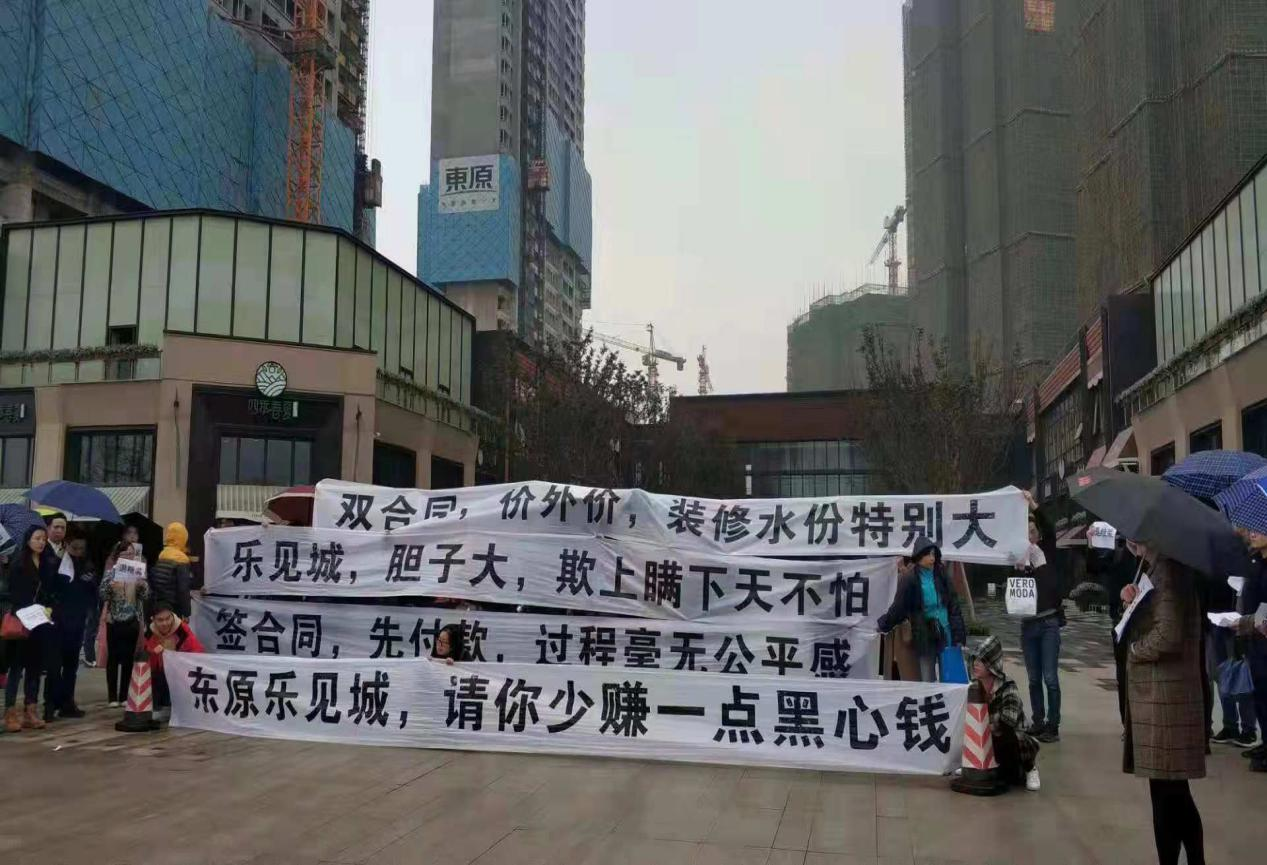 東原
双合同，价外价，装修水份特别大
乐见城，胆子大，欺上瞒下天不怕
VERO
MODA
签合同，先付款，过程毫无公平感
东原乐见城，请你少赚一点黑心钱